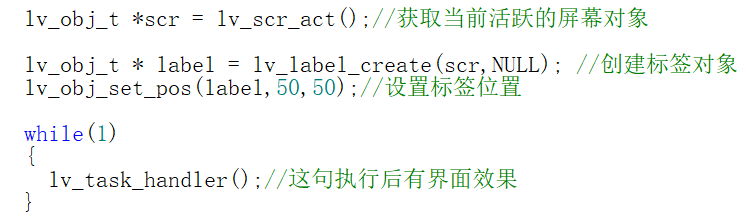 lv_obj_t *scr = lv_scr_act();//获取当前活跃的屏幕对象
lv_obj_t * label = lv_label_create(scr,NULL); //创建标签对象
lv_obj_set_pos(label,50,50);//设置标签位置
while(1)
{
lv_task_handler();//这句执行后有界面效果
}